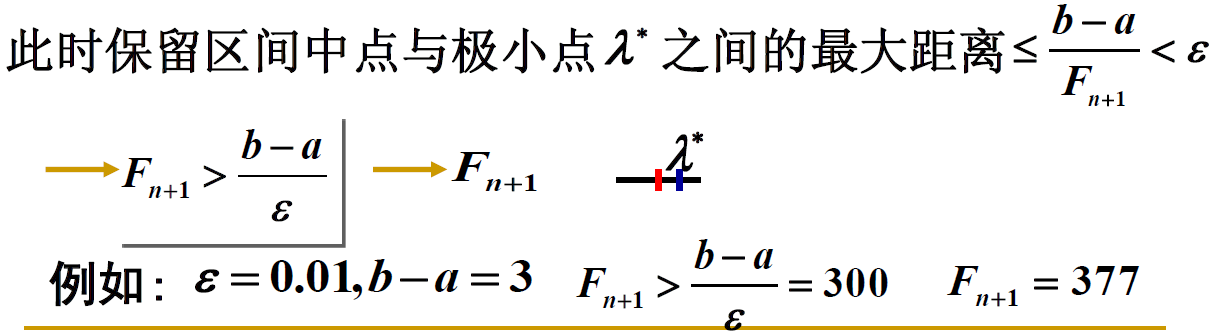 此时保留区间中点与极小点 λ* 之间的最大距离 ≤ (b − a)/F_{n+1} < ε
→ F_{n+1} > (b − a)/ε → F_{n+1} λ*
例如: ε = 0.01, b − a = 3 F_{n+1} > (b − a)/ε = 300 F_{n+1} = 377